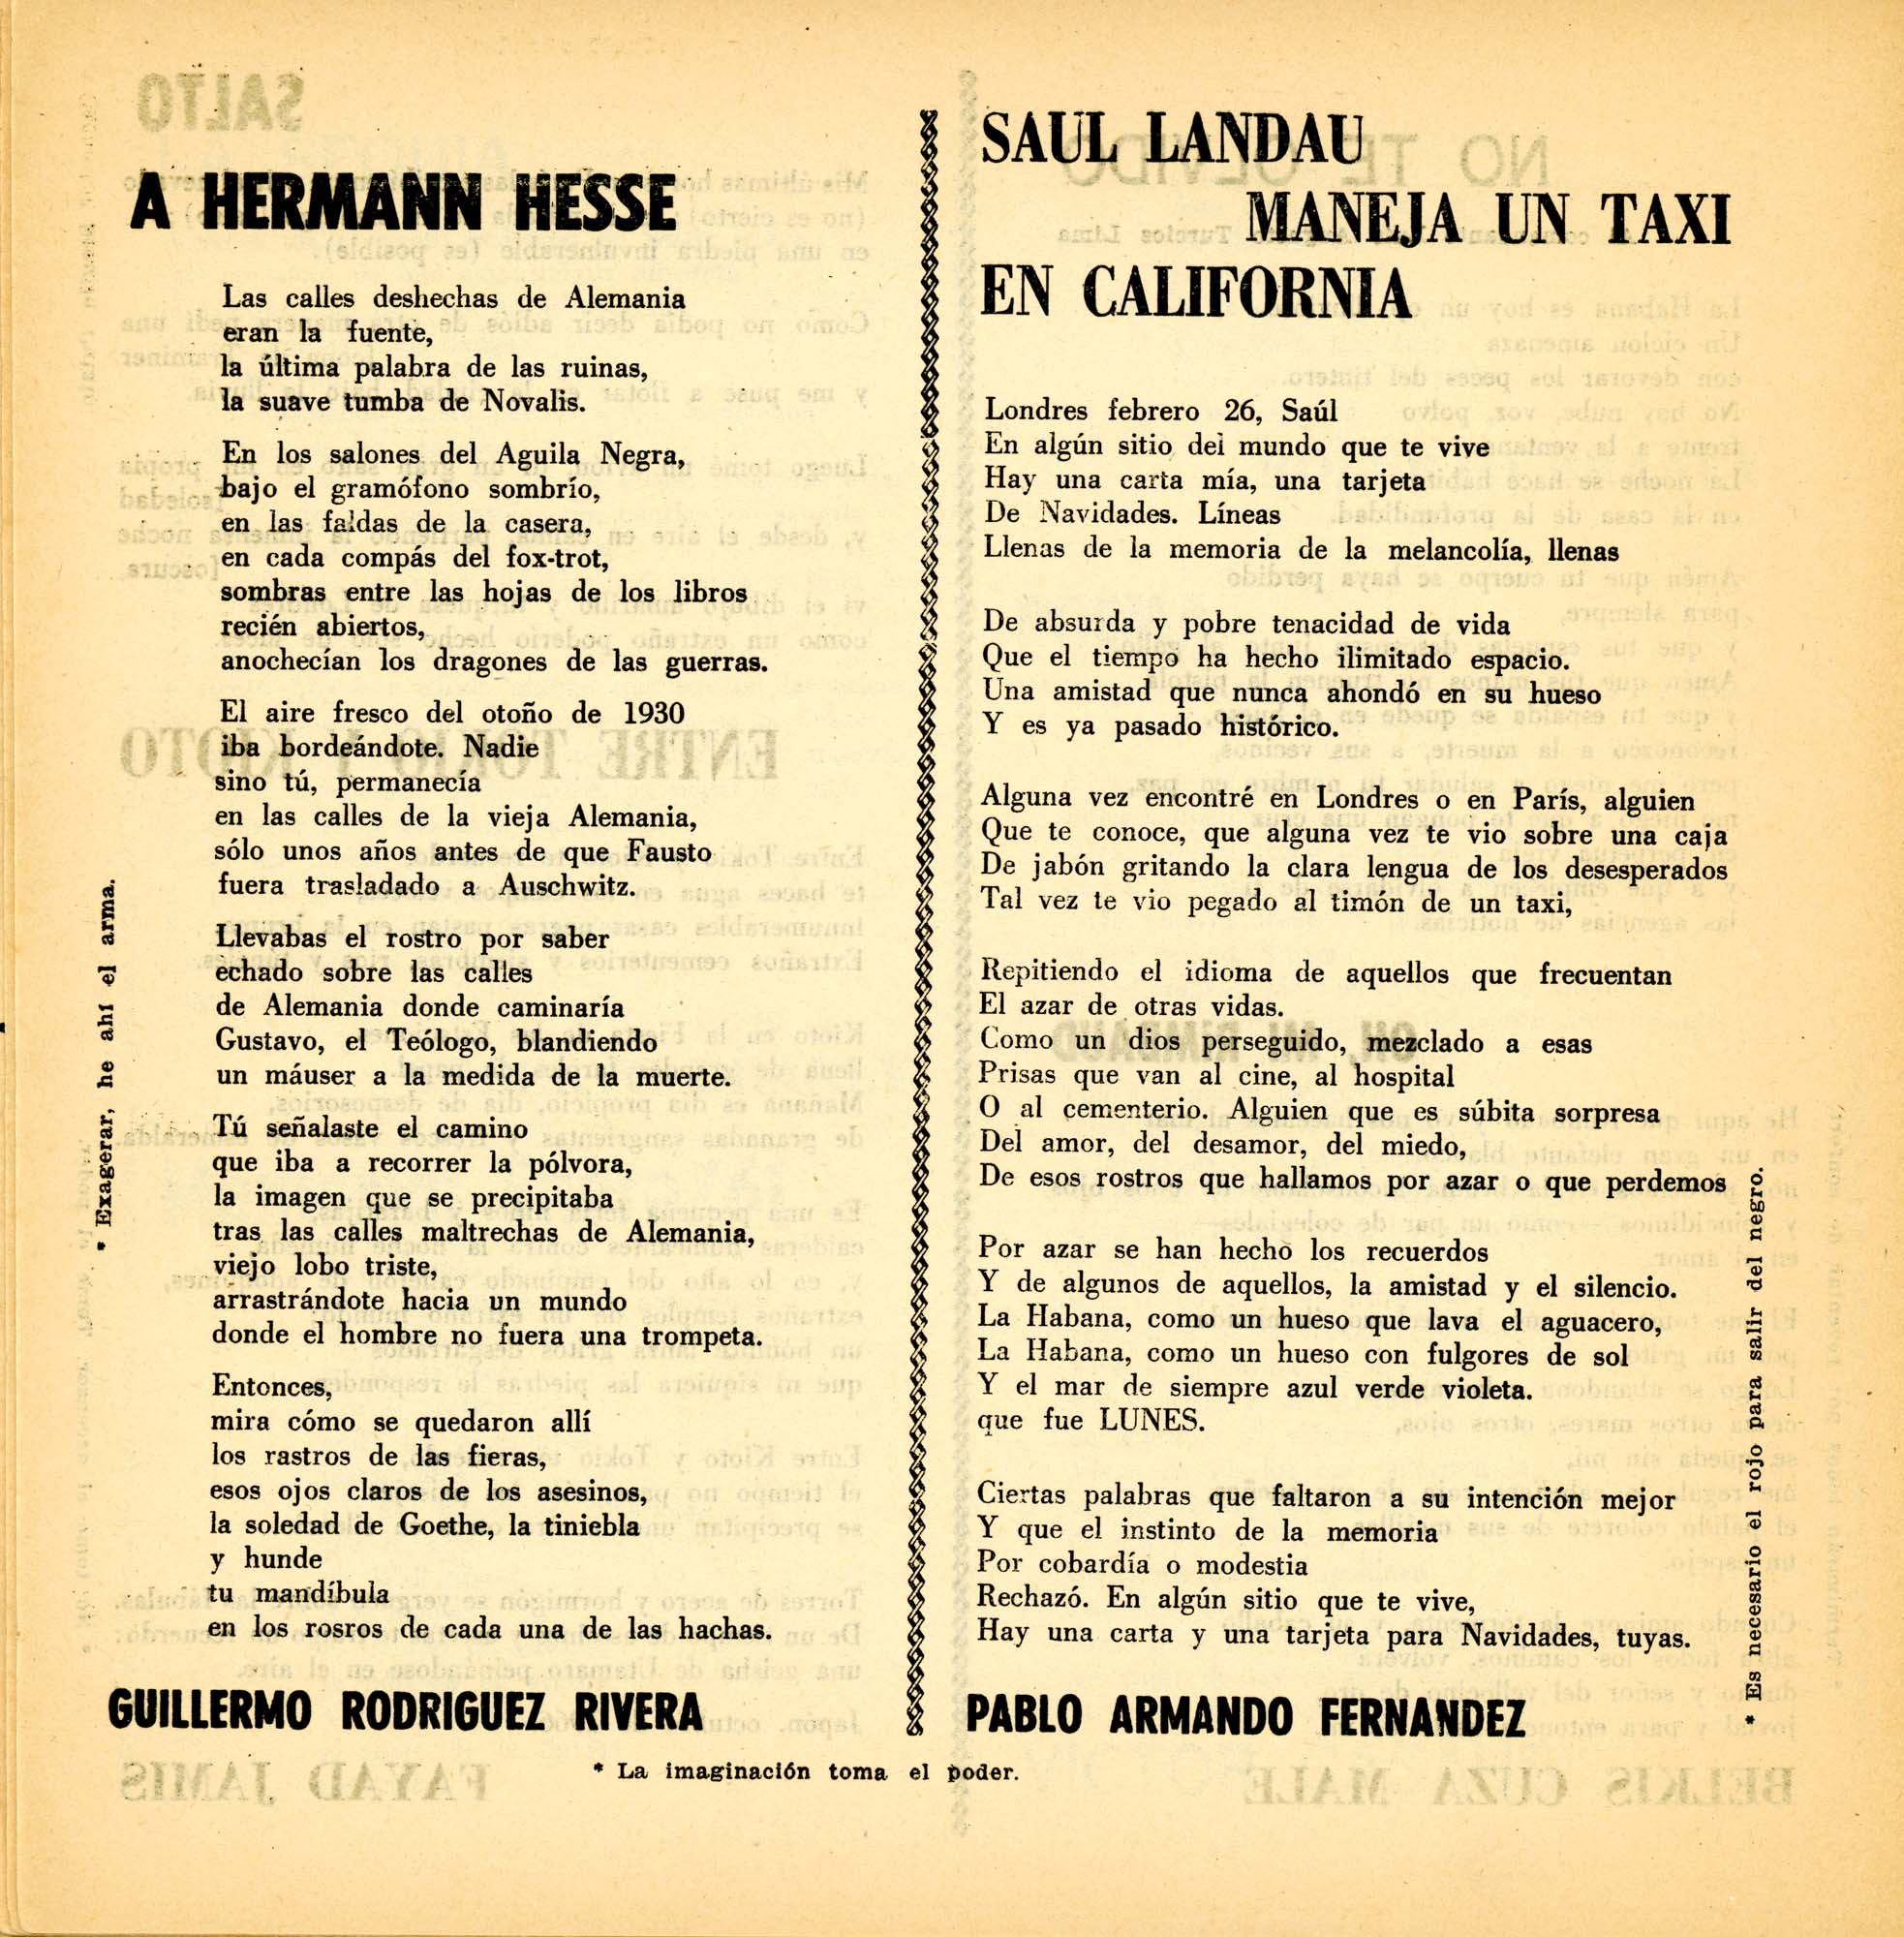 A HERMANN HESSE
Las calles deshechas de Alemania
eran la fuente,
la última palabra de las ruinas,
la suave tumba de Novalis.
En los salones del Aguila Negra,
bajo el gramófono sombrío,
en las faldas de la casera,
en cada compás del fox-trot,
sombras entre las hojas de los libros
recién abiertos,
anochecían los dragones de las guerras.
El aire fresco del otoño de 1930
iba bordeándote. Nadie
sino tú, permanecía
en las calles de la vieja Alemania,
sólo unos años antes de que Fausto
fuera trasladado a Auschwitz.
Llevabas el rostro por saber
echado sobre las calles
de Alemania donde caminaría
Gustavo, el Teólogo, blandiendo
un máuser a la medida de la muerte.
Tú señalaste el camino
que iba a recorrer la pólvora,
la imagen que se precipitaba
tras las calles maltrechas de Alemania,
viejo lobo triste,
arrastrándote hacia un mundo
donde el hombre no fuera una trompeta.
Entonces,
mira cómo se quedaron allí
los rastros de las fieras,
esos ojos claros de los asesinos,
la soledad de Goethe, la tiniebla
y hunde
tu mandíbula
en los rosros de cada una de las hachas.
GUILLERMO RODRIGUEZ RIVERA
* Exagerar, he ahí el arma.
SAUL LANDAU
MANEJA UN TAXI
EN CALIFORNIA
Londres febrero 26, Saúl
En algún sitio del mundo que te vive
Hay una carta mía, una tarjeta
De Navidades. Líneas
Llenas de la memoria de la melancolía, llenas
De absurda y pobre tenacidad de vida
Que el tiempo ha hecho ilimitado espacio.
Una amistad que nunca ahondó en su hueso
Y es ya pasado histórico.
Alguna vez encontré en Londres o en París, alguien
Que te conoce, que alguna vez te vio sobre una caja
De jabón gritando la clara lengua de los desesperados
Tal vez te vio pegado al timón de un taxi,
Repitiendo el idioma de aquellos que frecuentan
El azar de otras vidas.
Como un dios perseguido, mezclado a esas
Prisas que van al cine, al hospital
O al cementerio. Alguien que es súbita sorpresa
Del amor, del desamor, del miedo,
De esos rostros que hallamos por azar o que perdemos
Por azar se han hecho los recuerdos
Y de algunos de aquellos, la amistad y el silencio.
La Habana, como un hueso que lava el aguacero,
La Habana, como un hueso con fulgores de sol
Y el mar de siempre azul verde violeta.
que fue LUNES.
Ciertas palabras que faltaron a su intención mejor
Y que el instinto de la memoria
Por cobardía o modestia
Rechazó. En algún sitio que te vive,
Hay una carta y una tarjeta para Navidades, tuyas.
PABLO ARMANDO FERNANDEZ
* Es necesario el rojo para salir del negro.
* La imaginación toma el poder.